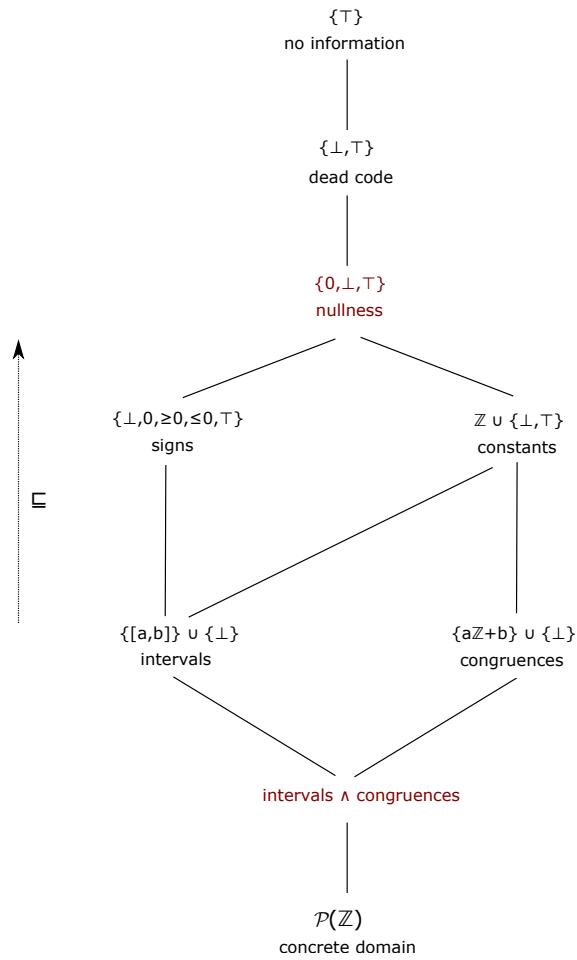 {⊤}
no information
{⊥,⊤}
dead code
{0,⊥,⊤}
nullness
{⊥,0,≥0,≤0,⊤}
signs
ℤ ∪ {⊥,⊤}
constants
⊑
{[a,b]} ∪ {⊥}
intervals
{aℤ+b} ∪ {⊥}
congruences
intervals ∧ congruences
𝒫(ℤ)
concrete domain